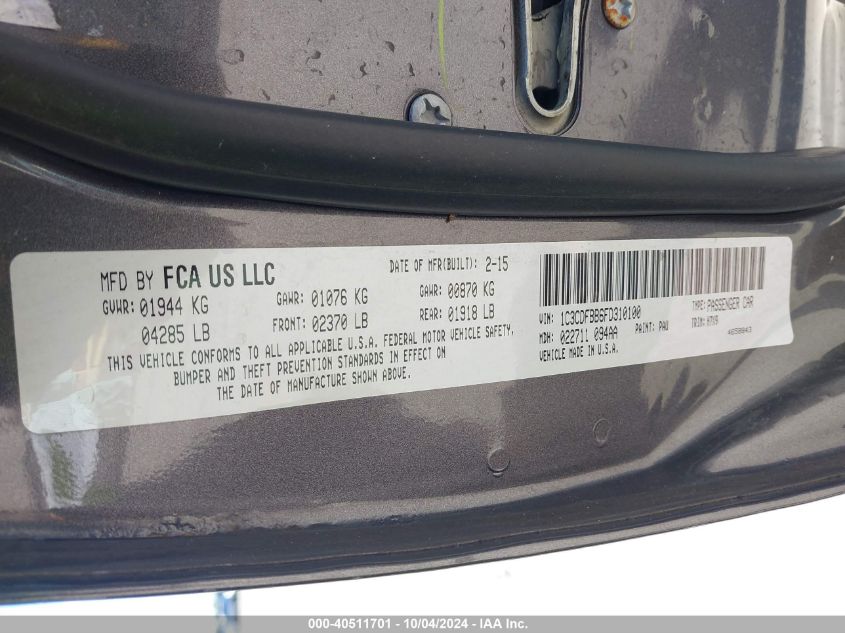 MFD BY FCA US LLC
DATE OF MFR(BUILT): 2-15
GVWR: 01944 KG
GAWR: 01076 KG
GAWR: 00870 KG
04285 LB
FRONT: 02370 LB
REAR: 01918 LB
THIS VEHICLE CONFORMS TO ALL APPLICABLE U.S.A. FEDERAL MOTOR VEHICLE SAFETY,
BUMPER AND THEFT PREVENTION STANDARDS IN EFFECT ON
THE DATE OF MANUFACTURE SHOWN ABOVE.
VIN: 1C3CDFBB6FD310100
TYPE: PASSENGER CAR
MDH: 022711 094AA
PAINT: PAU
TRIM: H7X9
VEHICLE MADE IN U.S.A.
4650943
000-40511701 - 10/04/2024 - IAA Inc.